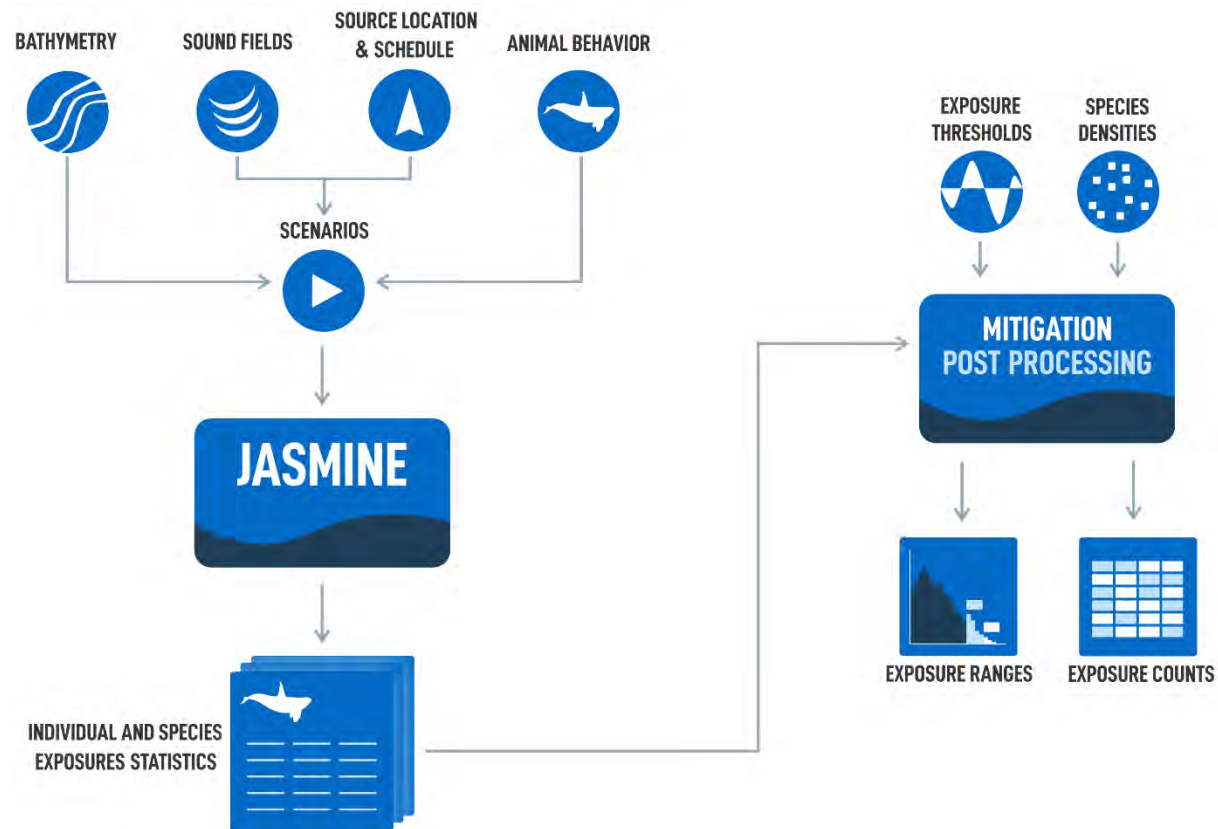 BATHYMETRY
SOUND FIELDS
SOURCE LOCATION
& SCHEDULE
ANIMAL BEHAVIOR
SCENARIOS
JASMINE
INDIVIDUAL AND SPECIES
EXPOSURES STATISTICS
EXPOSURE
THRESHOLDS
SPECIES
DENSITIES
MITIGATION
POST PROCESSING
EXPOSURE RANGES
EXPOSURE COUNTS